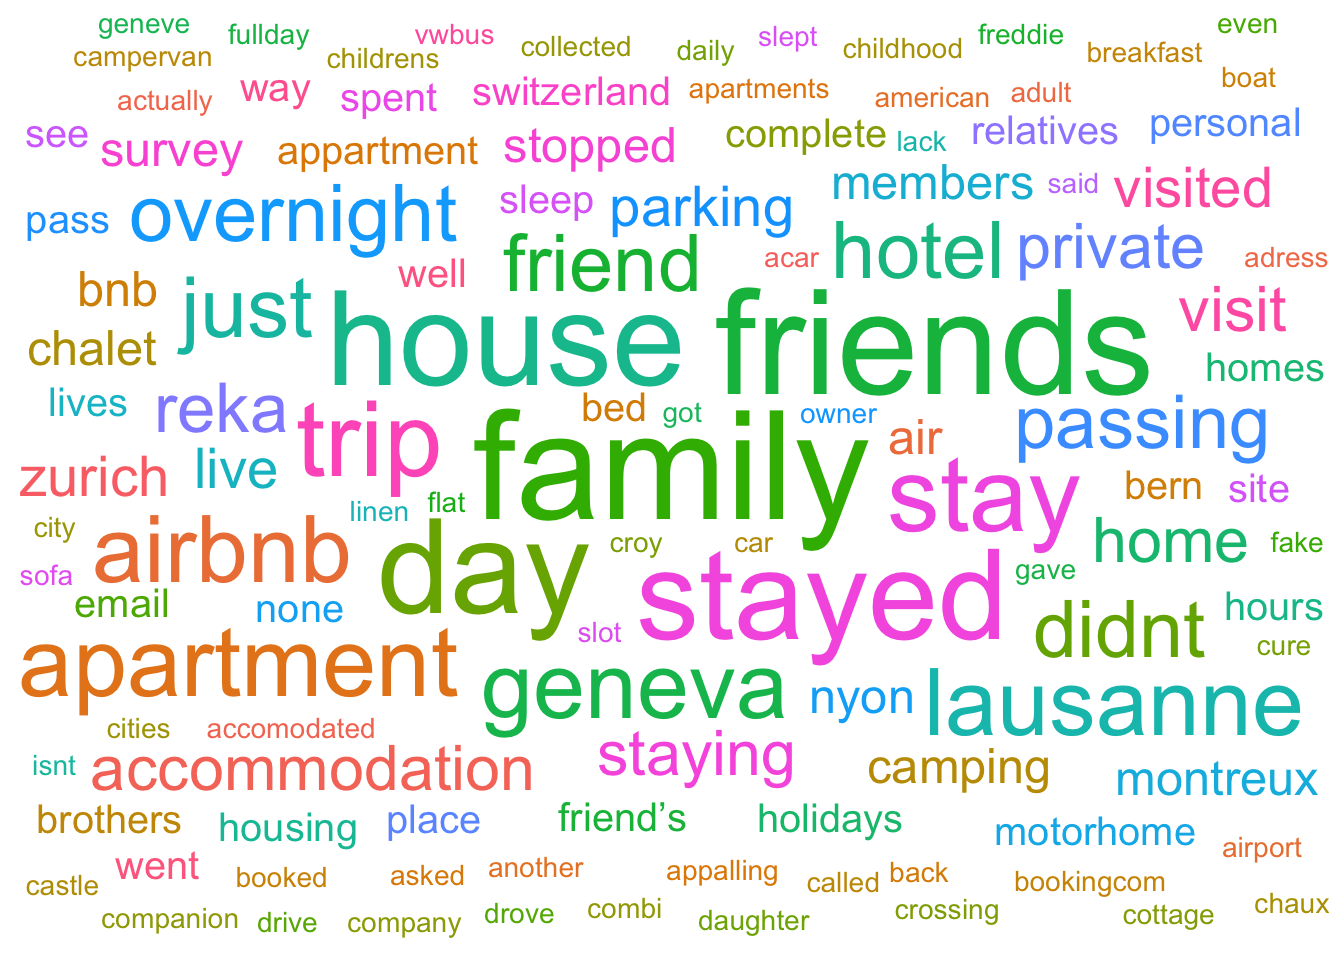 geneve fullday vwbus collected daily slept childhood freddie breakfast even
campervan childrens
actually way spent switzerland apartments american adult boat
see survey appartment stopped complete lack relatives personal
pass overnight sleep parking members said visited
bnb just well friend acar hotel private adress
chalet house friends visit homes
lives reka trip bed got owner air passing
zurich live linen flat family stay bern site
city airbnb day croy car stayed home gave fake
sofa email none slot didnt hours cure
apartment geneva nyon lausanne
cities accomodated
isnt accommodation staying camping montreux
brothers housing place friend’s holidays motorhome airport
castle went booked asked another appalling called back bookingcom chaux
companion drive company drove combi daughter crossing cottage